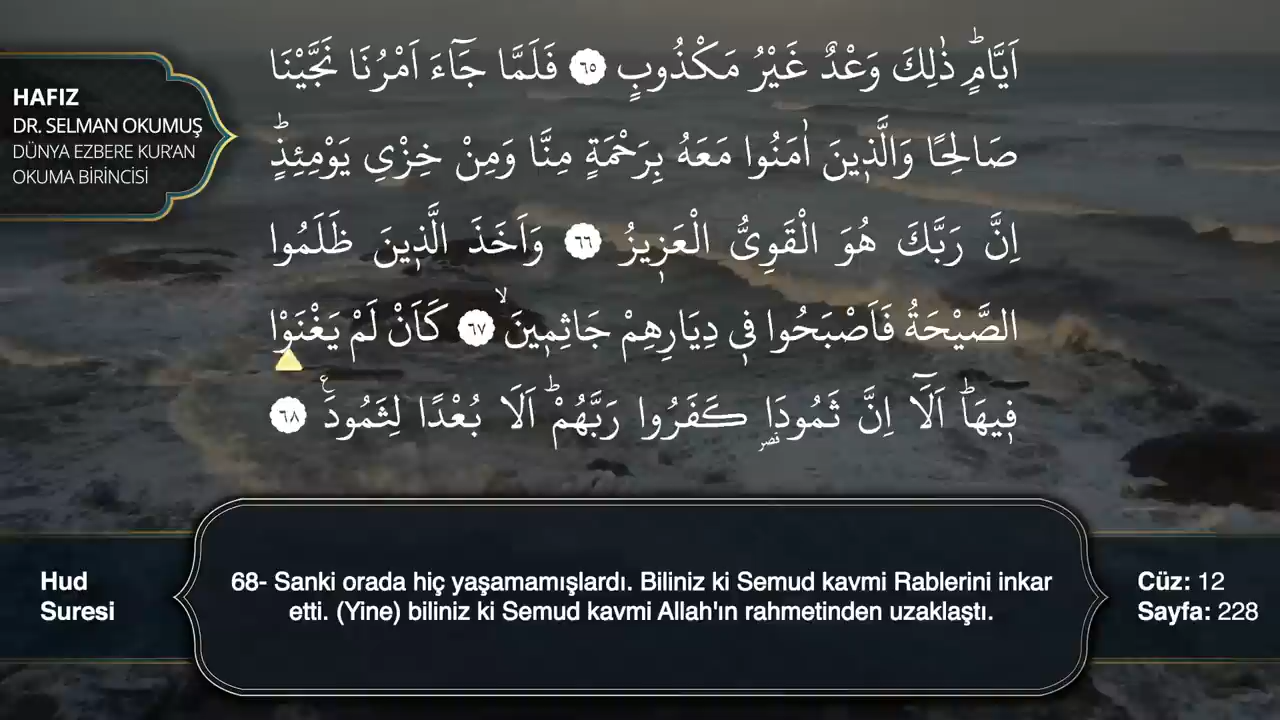 اَيَّامٍۜ ذٰلِكَ وَعْدٌ غَيْرُ مَكْذُوبٍ ٦٥ فَلَمَّا جَٓاءَ اَمْرُنَا نَجَّيْنَا
صَالِحًا وَالَّذ۪ينَ اٰمَنُوا مَعَهُ بِرَحْمَةٍ مِنَّا وَمِنْ خِزْيِ يَوْمِئِذٍۜ
اِنَّ رَبَّكَ هُوَ الْقَوِيُّ الْعَز۪يزُ ٦٦ وَاَخَذَ الَّذ۪ينَ ظَلَمُوا
الصَّيْحَةُ فَاَصْبَحُوا ف۪ي دِيَارِهِمْ جَاثِم۪ينَۙ ٦٧ كَاَنْ لَمْ يَغْنَوْا
ف۪يهَاۜ اَلَٓا اِنَّ ثَمُودَا۬ كَفَرُوا رَبَّهُمْۜ اَلَا بُعْدًا لِثَمُودَ۟ ٦٨
HAFIZ
DR. SELMAN OKUMUŞ
DÜNYA EZBERE KUR'AN
OKUMA BİRİNCİSİ
Hud
Suresi
68- Sanki orada hiç yaşamamışlardı. Biliniz ki Semud kavmi Rablerini inkar
etti. (Yine) biliniz ki Semud kavmi Allah'ın rahmetinden uzaklaştı.
Cüz: 12
Sayfa: 228